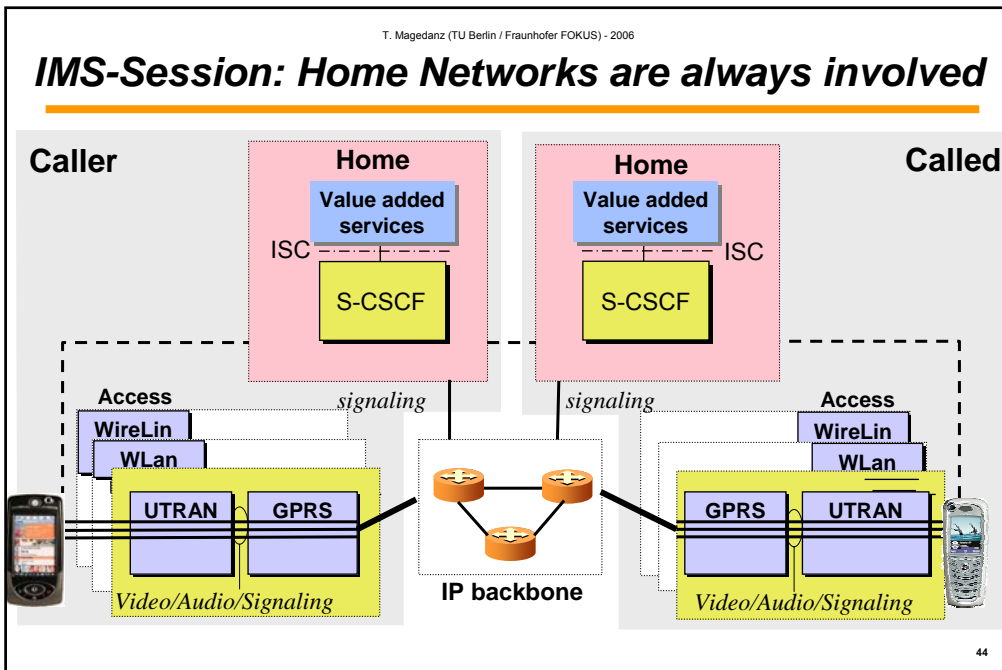 T. Magedanz (TU Berlin / Fraunhofer FOKUS) - 2006
IMS-Session: Home Networks are always involved
Caller
Home
Value added
services
ISC
S-CSCF
signaling
Home
Value added
services
ISC
S-CSCF
signaling
Called
Access
WireLin
WLan
UTRAN
GPRS
Video/Audio/Signaling
IP backbone
Access
WireLin
WLan
GPRS
UTRAN
Video/Audio/Signaling
44